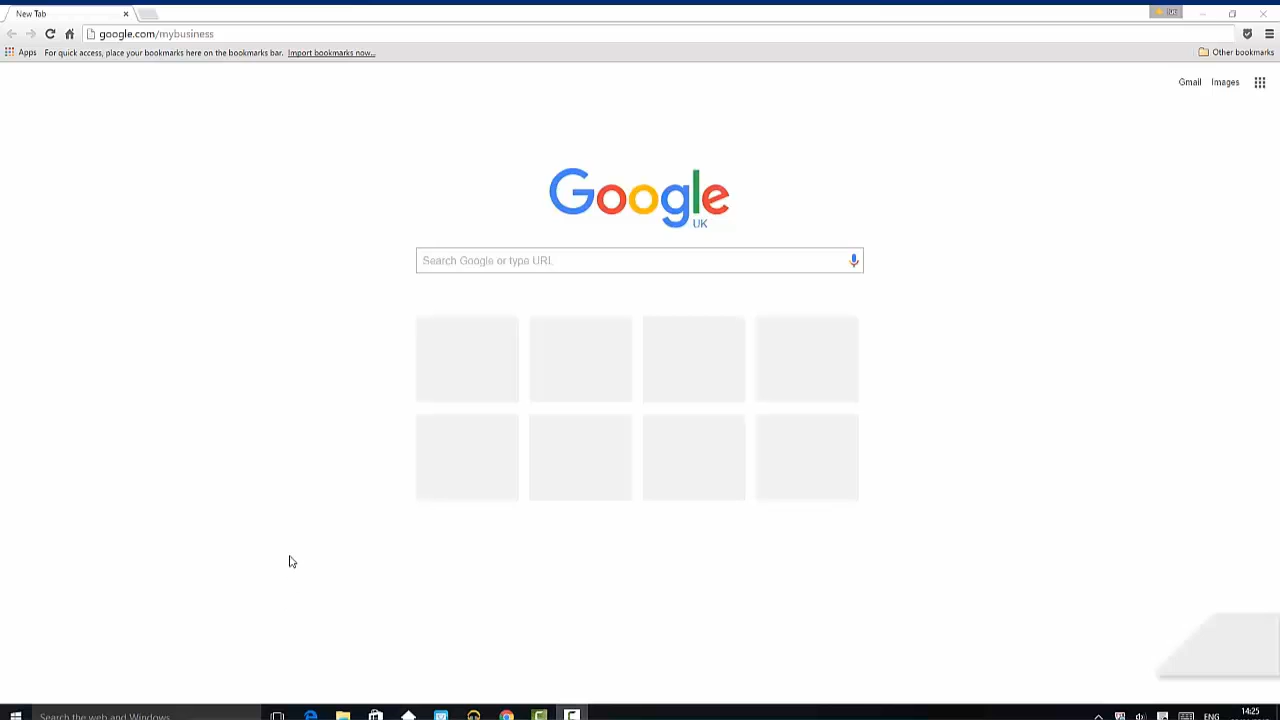 New Tab
google.com/mybusiness
Apps For quick access, place your bookmarks here on the bookmarks bar. Import bookmarks now... Other bookmarks
Gmail Images
Google
UK
Search Google or type URL
14:25
Search the web and Windows ENG